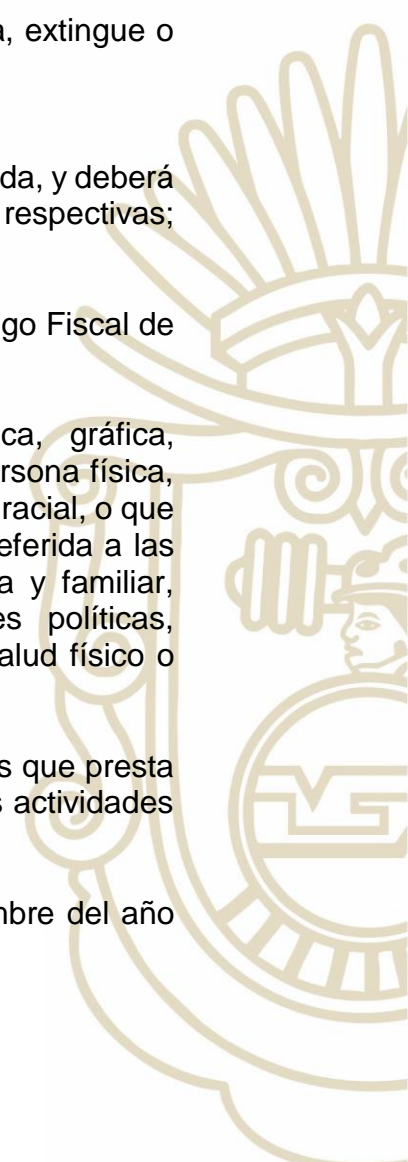 a, extingue o
da, y deberá
respectivas;
go Fiscal de
ca, gráfica,
rsona física,
racial, o que
eferida a las
a y familiar,
es políticas,
alud físico o
s que presta
s actividades
mbre del año